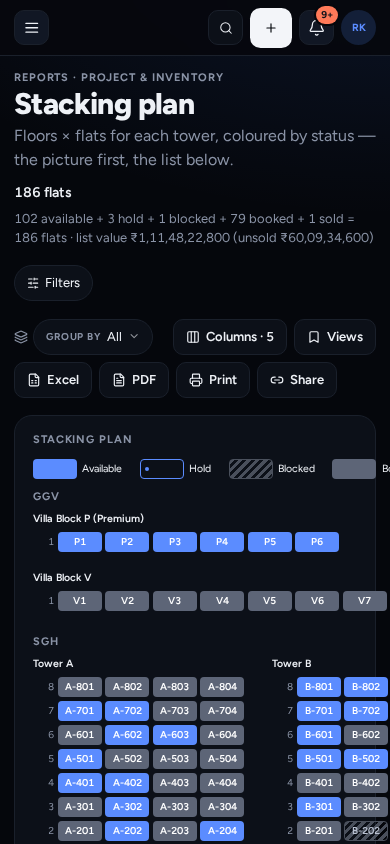 9+
RK
REPORTS · PROJECT & INVENTORY
Stacking plan
Floors × flats for each tower, coloured by status —
the picture first, the list below.
186 flats
102 available + 3 hold + 1 blocked + 79 booked + 1 sold =
186 flats · list value ₹1,11,48,22,800 (unsold ₹60,09,34,600)
Filters
GROUP BY All
Columns · 5
Views
Excel
PDF
Print
Share
STACKING PLAN
Available
Hold
Blocked
GGV
Villa Block P (Premium)
1 P1 P2 P3 P4 P5 P6
Villa Block V
1 V1 V2 V3 V4 V5 V6 V7
SGH
Tower A Tower B
8 A-801 A-802 A-803 A-804 8 B-801 B-802
7 A-701 A-702 A-703 A-704 7 B-701 B-702
6 A-601 A-602 A-603 A-604 6 B-601 B-602
5 A-501 A-502 A-503 A-504 5 B-501 B-502
4 A-401 A-402 A-403 A-404 4 B-401 B-402
3 A-301 A-302 A-303 A-304 3 B-301 B-302
2 A-201 A-202 A-203 A-204 2 B-201 B-202